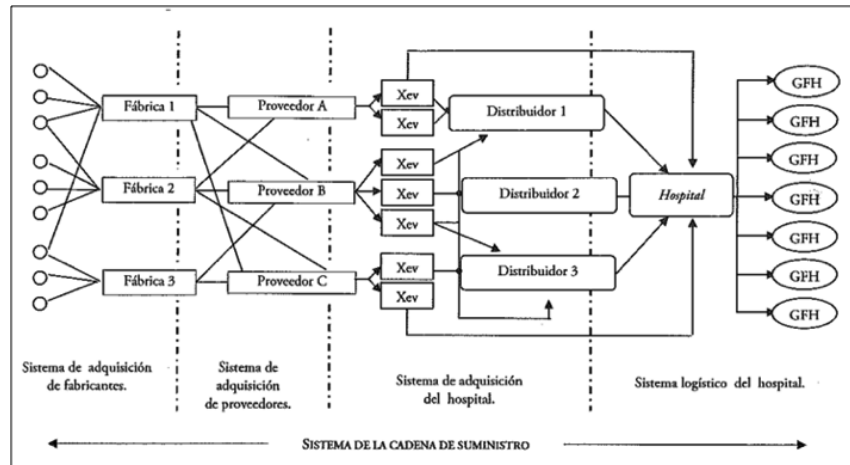 Fábrica 1
Fábrica 2
Fábrica 3
Proveedor A
Proveedor B
Proveedor C
Xev
Xev
Xev
Xev
Xev
Xev
Xev
Distribuidor 1
Distribuidor 2
Distribuidor 3
Hospital
GFH
GFH
GFH
GFH
GFH
GFH
GFH
Sistema de adquisición
de fabricantes.
Sistema de
adquisición
de proveedores.
Sistema de adquisición
del hospital.
Sistema logístico del hospital.
SISTEMA DE LA CADENA DE SUMINISTRO